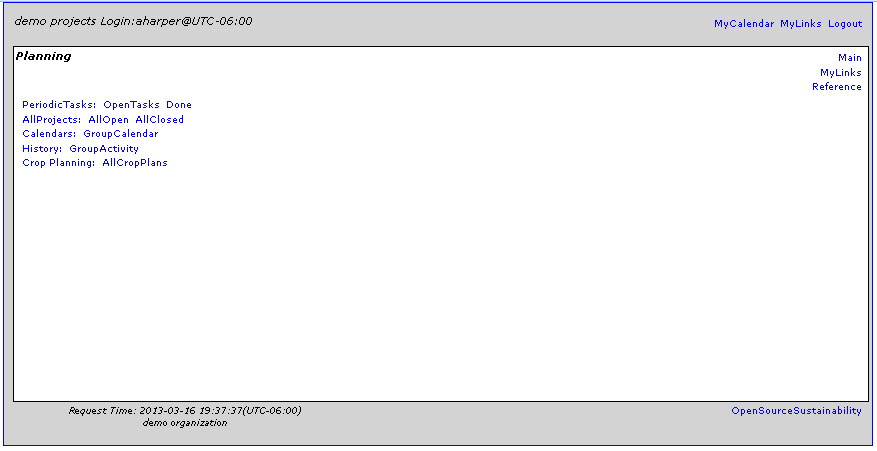 demo projects Login:aharper@UTC-06:00
MyCalendar MyLinks Logout
Planning
Main
MyLinks
Reference
PeriodicTasks: OpenTasks Done
AllProjects: AllOpen AllClosed
Calendars: GroupCalendar
History: GroupActivity
Crop Planning: AllCropPlans
Request Time: 2013-03-16 19:37:37(UTC-06:00)
demo organization
OpenSourceSustainability